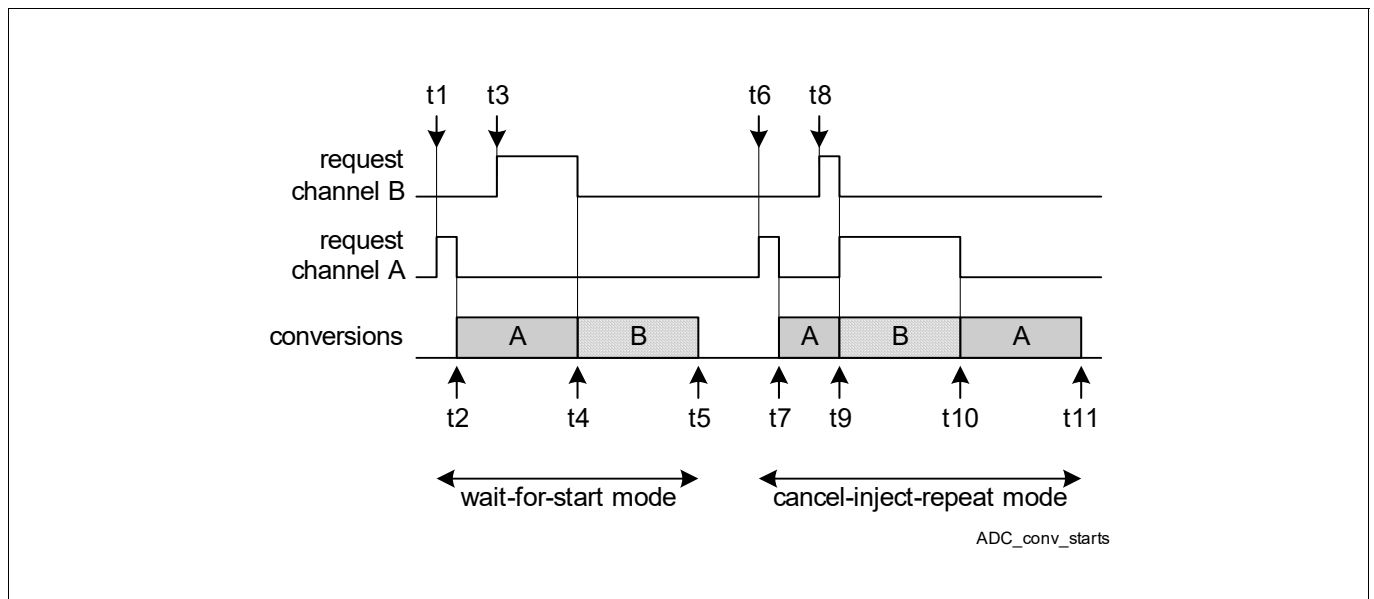 t1 t3 t6 t8
request
channel B
request
channel A
conversions A B A B A
t2 t4 t5 t7 t9 t10 t11
wait-for-start mode cancel-inject-repeat mode
ADC_conv_starts